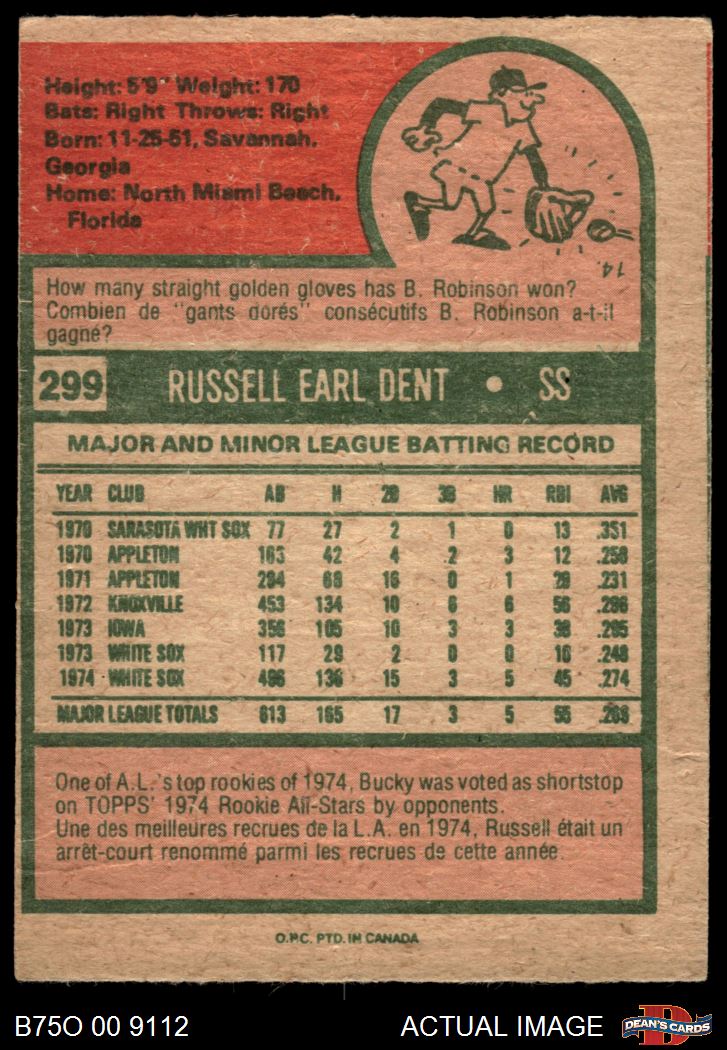 Height: 5'9" Weight: 170
Bats: Right Throws: Right
Born: 11-25-51, Savannah,
Georgia
Home: North Miami Beach,
Florida
14.
How many straight golden gloves has B. Robinson won?
Combien de "gants dorés" consécutifs B. Robinson a-t-il
gagné?
299 RUSSELL EARL DENT • SS
MAJOR AND MINOR LEAGUE BATTING RECORD
YEAR CLUB AB H 2B 3B HR RBI AVG
1970 SARASOTA WHT SOX 77 27 2 1 0 13 .351
1970 APPLETON 163 42 4 2 3 12 .258
1971 APPLETON 294 68 16 0 1 29 .231
1972 KNOXVILLE 453 134 10 6 6 56 .296
1973 IOWA 356 105 10 3 3 38 .295
1973 WHITE SOX 117 29 2 0 0 10 .248
1974 WHITE SOX 496 136 15 3 5 45 .274
MAJOR LEAGUE TOTALS 613 165 17 3 5 55 .269
One of A.L.'s top rookies of 1974, Bucky was voted as shortstop
on TOPPS' 1974 Rookie All-Stars by opponents.
Une des meilleures recrues de la L.A. en 1974, Russell était un
arrêt-court renommé parmi les recrues de cette année.
O.P.C. PTD. IN CANADA
B75O 00 9112 ACTUAL IMAGE D DEAN'S CARDS